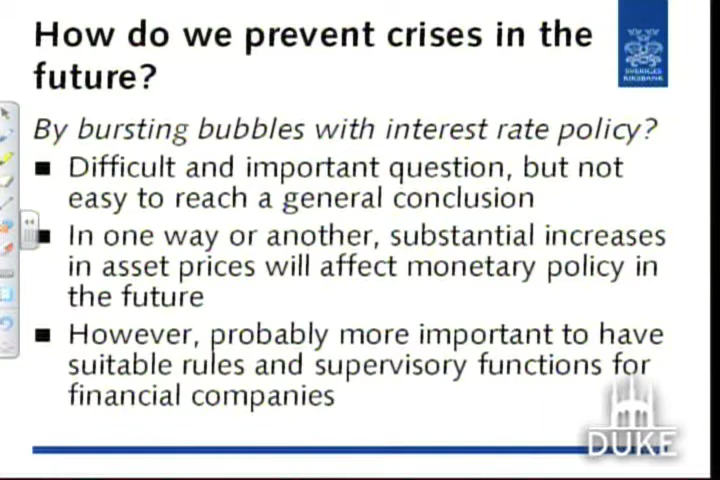 How do we prevent crises in the
future?
SVERIGES
RIKSBANK
By bursting bubbles with interest rate policy?
Difficult and important question, but not
easy to reach a general conclusion
In one way or another, substantial increases
in asset prices will affect monetary policy in
the future
However, probably more important to have
suitable rules and supervisory functions for
financial companies
DUKE